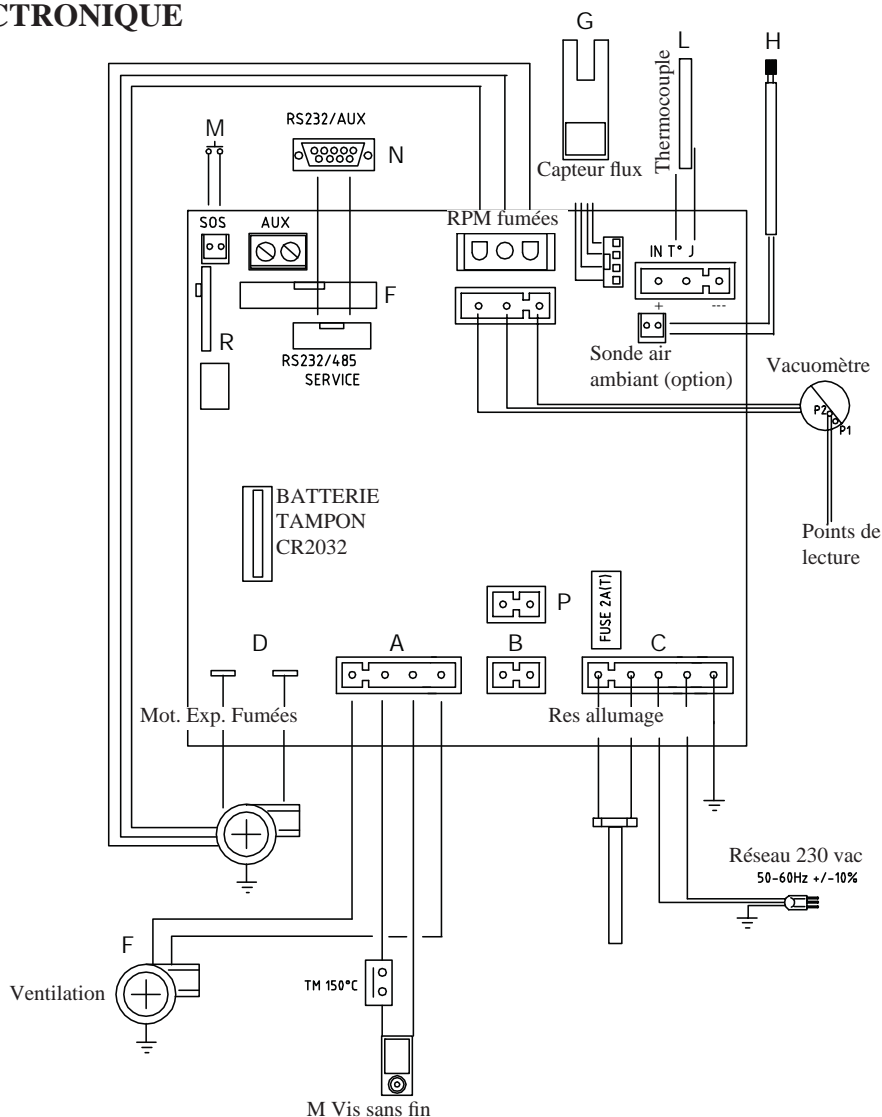 CTRONIQUE
G
L
H
Thermocouple
RS232/AUX
M
N
Capteur flux
SOS
AUX
RPM fumées
IN T° J
F
+
---
R
RS232/485
SERVICE
Sonde air
ambiant (option)
Vacuomètre
P2
P1
BATTERIE
TAMPON
CR2032
Points de
lecture
P
FUSE 2A(T)
D
A
B
C
Mot. Exp. Fumées
Res allumage
Réseau 230 vac
50-60Hz +/-10%
F
Ventilation
TM 150°C
M Vis sans fin